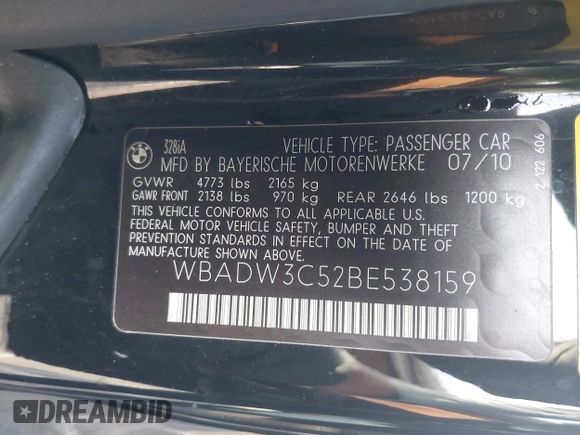 328iA
VEHICLE TYPE: PASSENGER CAR
MFD BY BAYERISCHE MOTORENWERKE 07/10
GVWR 4773 lbs 2165 kg
GAWR FRONT 2138 lbs 970 kg REAR 2646 lbs 1200 kg
THIS VEHICLE CONFORMS TO ALL APPLICABLE U.S.
FEDERAL MOTOR VEHICLE SAFETY, BUMPER AND THEFT
PREVENTION STANDARDS IN EFFECT ON THE DATE OF
MANUFACTURE SHOWN ABOVE.
WBADW3C52BE538159
2 122 606
DREAMBID